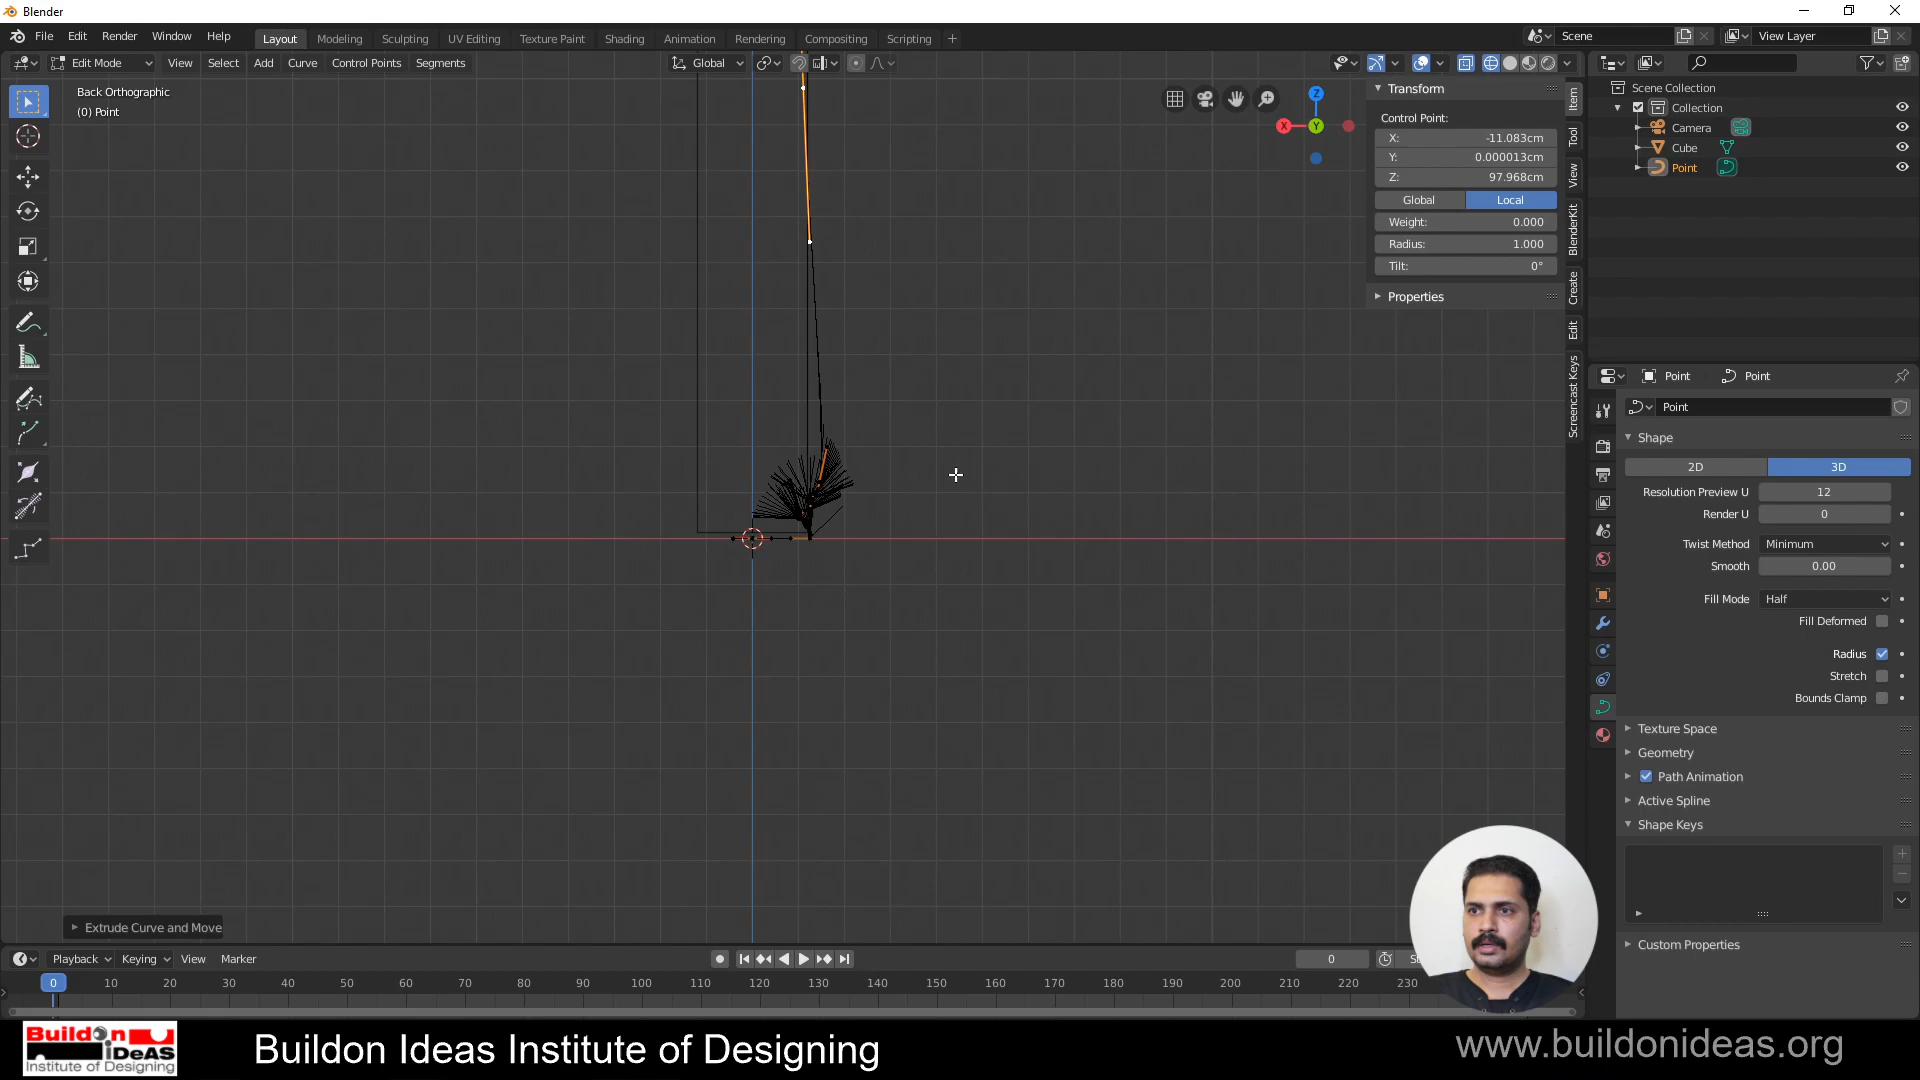 Blender
File Edit Render Window Help
Layout Modeling Sculpting UV Editing Texture Paint Shading Animation Rendering Compositing Scripting +
Scene View Layer
Edit Mode View Select Add Curve Control Points Segments
Global
Back Orthographic
(0) Point
Z
X Y
Transform
Control Point:
X: -11.083cm
Y: 0.000013cm
Z: 97.968cm
Global Local
Weight: 0.000
Radius: 1.000
Tilt: 0°
Properties
Item
Tool
View
BlenderKit
Create
Edit
Screencast Keys
Scene Collection
Collection
Camera
Cube
Point
Point Point
Point
Shape
2D 3D
Resolution Preview U 12
Render U 0
Twist Method Minimum
Smooth 0.00
Fill Mode Half
Fill Deformed
Radius
Stretch
Bounds Clamp
Texture Space
Geometry
Path Animation
Active Spline
Shape Keys
Custom Properties
Extrude Curve and Move
Playback Keying View Marker
0
0 10 20 30 40 50 60 70 80 90 100 110 120 130 140 150 160 170 180 190 200 210 220 230
Buildon
iDeAS
Institute of Designing
Buildon Ideas Institute of Designing
www.buildonideas.org